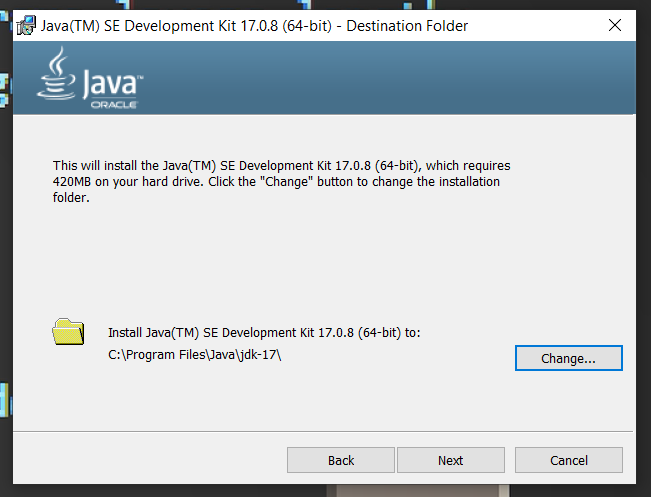 Java(TM) SE Development Kit 17.0.8 (64-bit) - Destination Folder
Java™
ORACLE
This will install the Java(TM) SE Development Kit 17.0.8 (64-bit), which requires
420MB on your hard drive. Click the "Change" button to change the installation
folder.
Install Java(TM) SE Development Kit 17.0.8 (64-bit) to:
C:\Program Files\Java\jdk-17\
Change...
Back
Next
Cancel